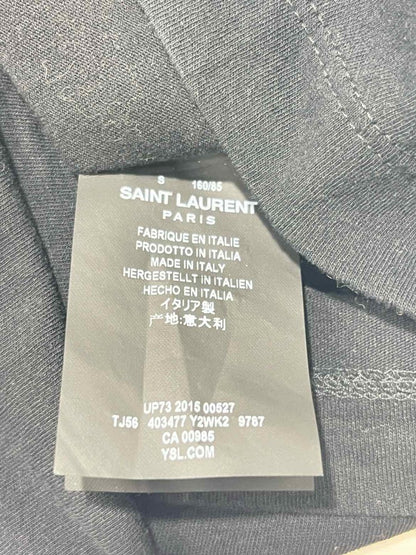 S 160/85
SAINT LAURENT
PARIS
FABRIQUE EN ITALIE
PRODOTTO IN ITALIA
MADE IN ITALY
HERGESTELLT IN ITALIEN
HECHO EN ITALIA
イタリア製
产地:意大利
UP73 2015 00527
TJ56 403477 Y2WK2 9787
CA 00985
YSL.COM